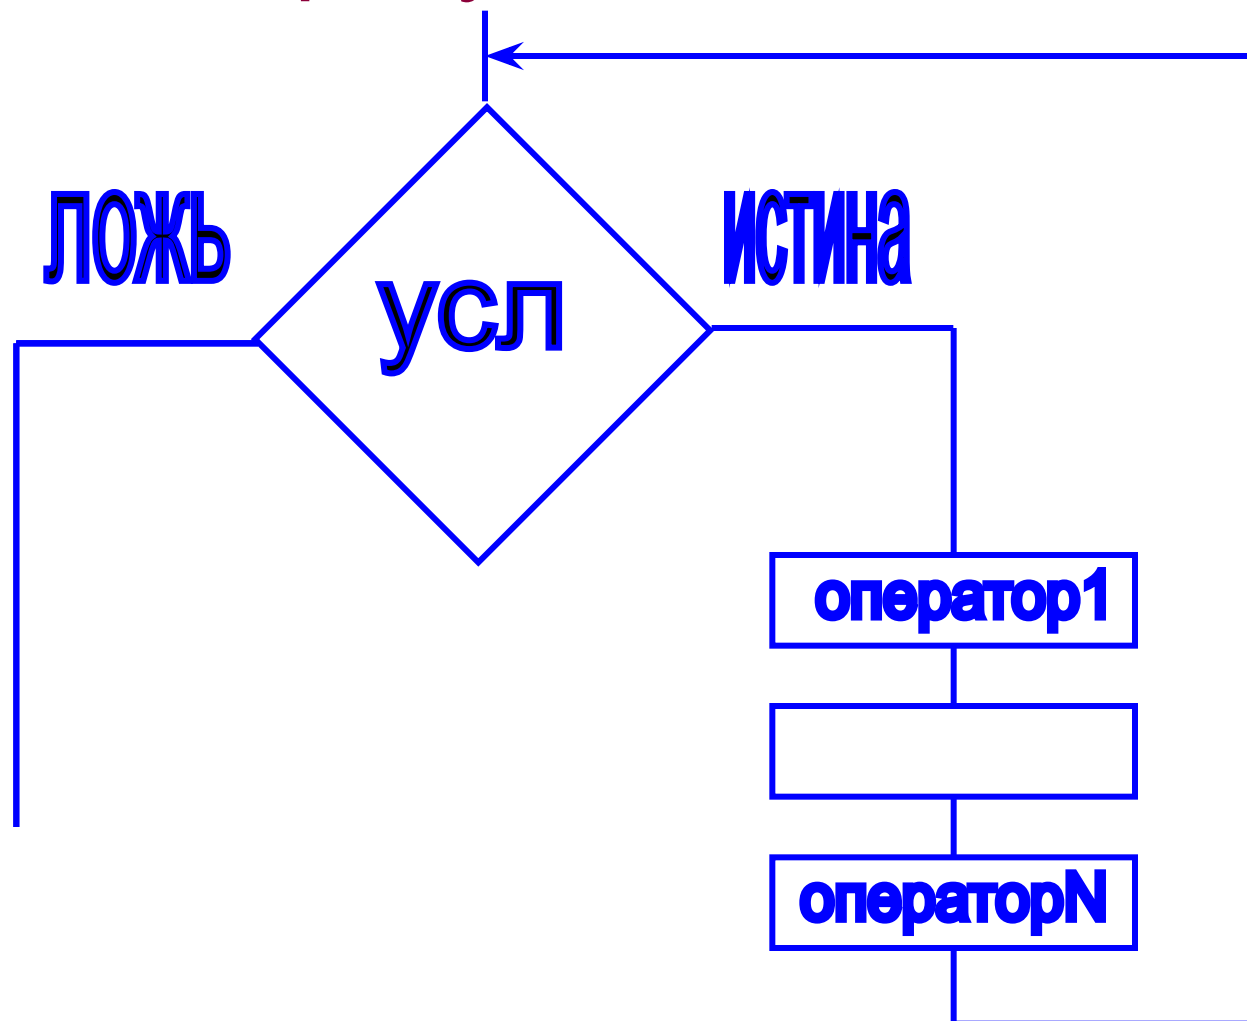 ложь
истина
усл
оператор1
операторN